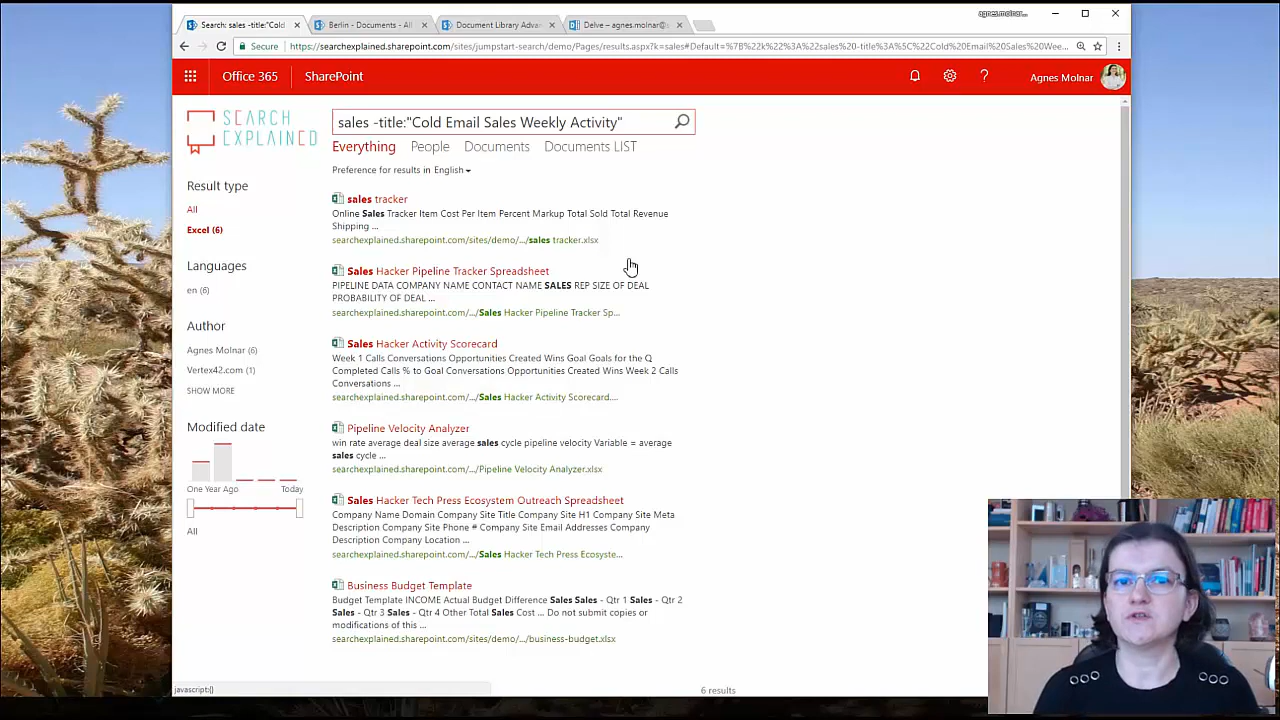 Search: sales -title:"Cold
Berlin - Documents - All
Document Library Adva
Delve – agnes.molnar@
agnes.molnar...
Secure
https://searchexplained.sharepoint.com/sites/jumpstart-search/demo/Pages/results.aspx?k=sales#Default=%7B%22k%22%3A%22sales%20-title%3A%5C%22Cold%20Email%20Sales%20Wee...
Office 365
SharePoint
Agnes Molnar
SEARCH
EXPLAINED
sales -title:"Cold Email Sales Weekly Activity"
Everything People Documents Documents LIST
Preference for results in English
Result type
All
Excel (6)
Languages
en (6)
Author
Agnes Molnar (6)
Vertex42.com (1)
SHOW MORE
Modified date
One Year Ago Today
All
sales tracker
Online Sales Tracker Item Cost Per Item Percent Markup Total Sold Total Revenue
Shipping ...
searchexplained.sharepoint.com/sites/demo/.../sales tracker.xlsx
Sales Hacker Pipeline Tracker Spreadsheet
PIPELINE DATA COMPANY NAME CONTACT NAME SALES REP SIZE OF DEAL
PROBABILITY OF DEAL ...
searchexplained.sharepoint.com/.../Sales Hacker Pipeline Tracker Sp...
Sales Hacker Activity Scorecard
Week 1 Calls Conversations Opportunities Created Wins Goal Goals for the Q
Completed Calls % to Goal Conversations Opportunities Created Wins Week 2 Calls
Conversations ...
searchexplained.sharepoint.com/.../Sales Hacker Activity Scorecard....
Pipeline Velocity Analyzer
win rate average deal size average sales cycle pipeline velocity Variable = average
sales cycle ...
searchexplained.sharepoint.com/.../Pipeline Velocity Analyzer.xlsx
Sales Hacker Tech Press Ecosystem Outreach Spreadsheet
Company Name Domain Company Site Title Company Site H1 Company Site Meta
Description Company Site Phone # Company Site Email Addresses Company
Description Company Location ...
searchexplained.sharepoint.com/.../Sales Hacker Tech Press Ecosyste...
Business Budget Template
Budget Template INCOME Actual Budget Difference Sales Sales - Qtr 1 Sales - Qtr 2
Sales - Qtr 3 Sales - Qtr 4 Other Total Sales Cost ... Do not submit copies or
modifications of this ...
searchexplained.sharepoint.com/sites/demo/.../business-budget.xlsx
javascript:{}
6 results